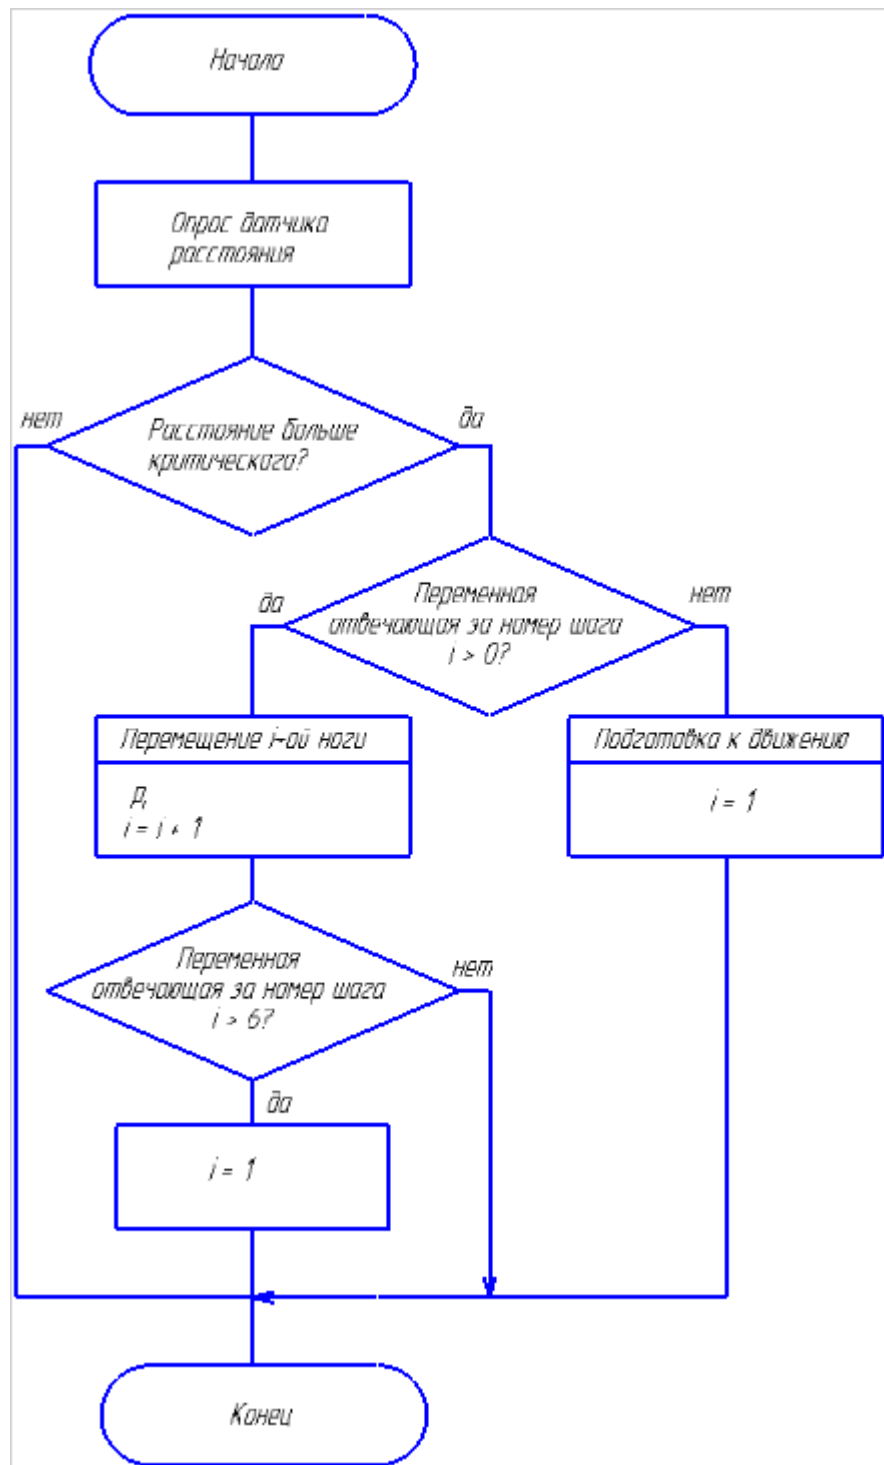 Начало
Опрос датчика
расстояния
нет
да
Расстояние больше
критического?
да
нет
Переменная
отвечающая за номер шага
i > 0?
Перемещение i-ой ноги
Подготовка к движению
p,
i = i + 1
i = 1
Переменная
отвечающая за номер шага
i > 6?
нет
да
i = 1
Конец